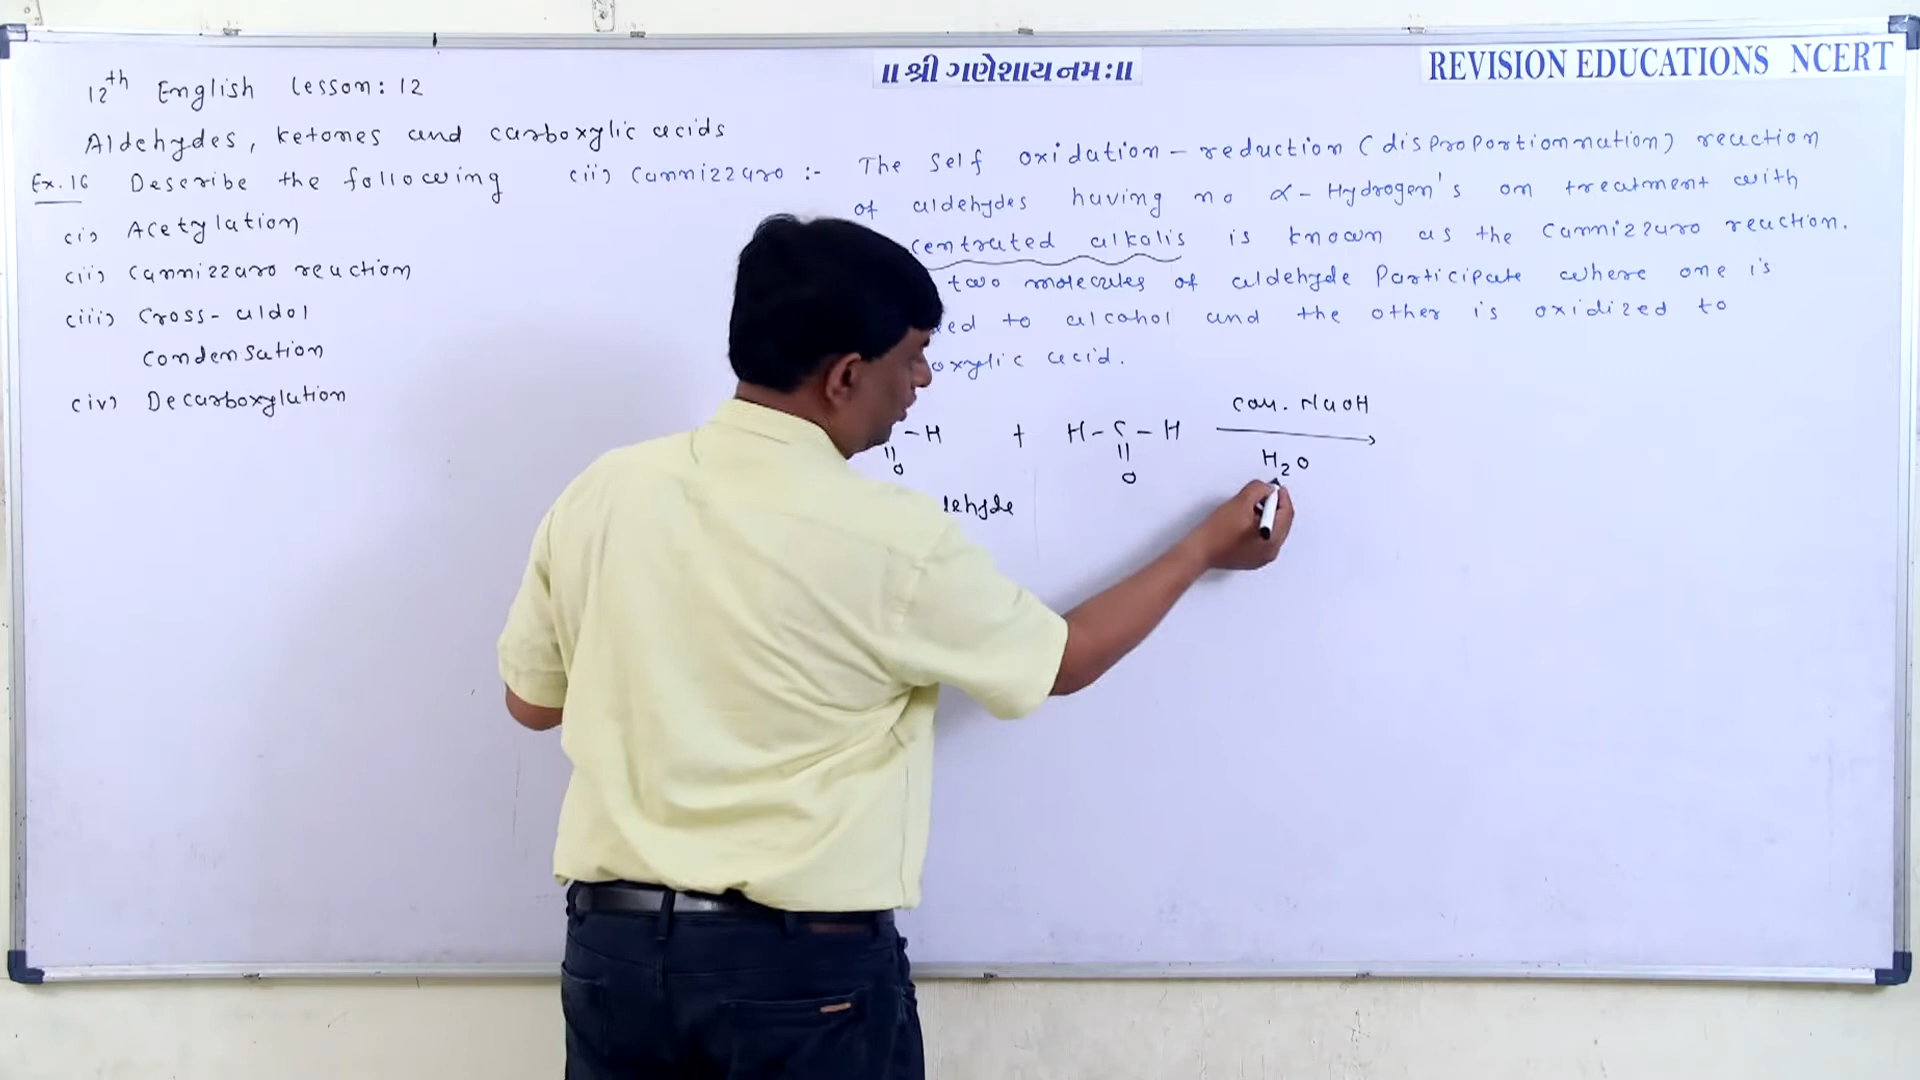 ॥ શ્રી ગણેશાય નમઃ॥
REVISION EDUCATIONS NCERT
12th English Lesson: 12
Aldehydes, ketones and carboxylic acids
Ex. 16 Describe the following
(i) Acetylation
(ii) Cannizzaro reaction
(iii) Cross-aldol
condensation
(iv) Decarboxylation
(ii) Cannizzaro :- The self oxidation - reduction (disproportionnation) reaction
of aldehydes having no α-Hydrogen's on treatment with
centrated alkalis is known as the Cannizzaro reaction.
two molecules of aldehyde Participate where one is
ed to alcohol and the other is oxidized to
oxylic acid.
con. NaOH
-H + H-C-H
H2O
|| ||
O O
dehyde